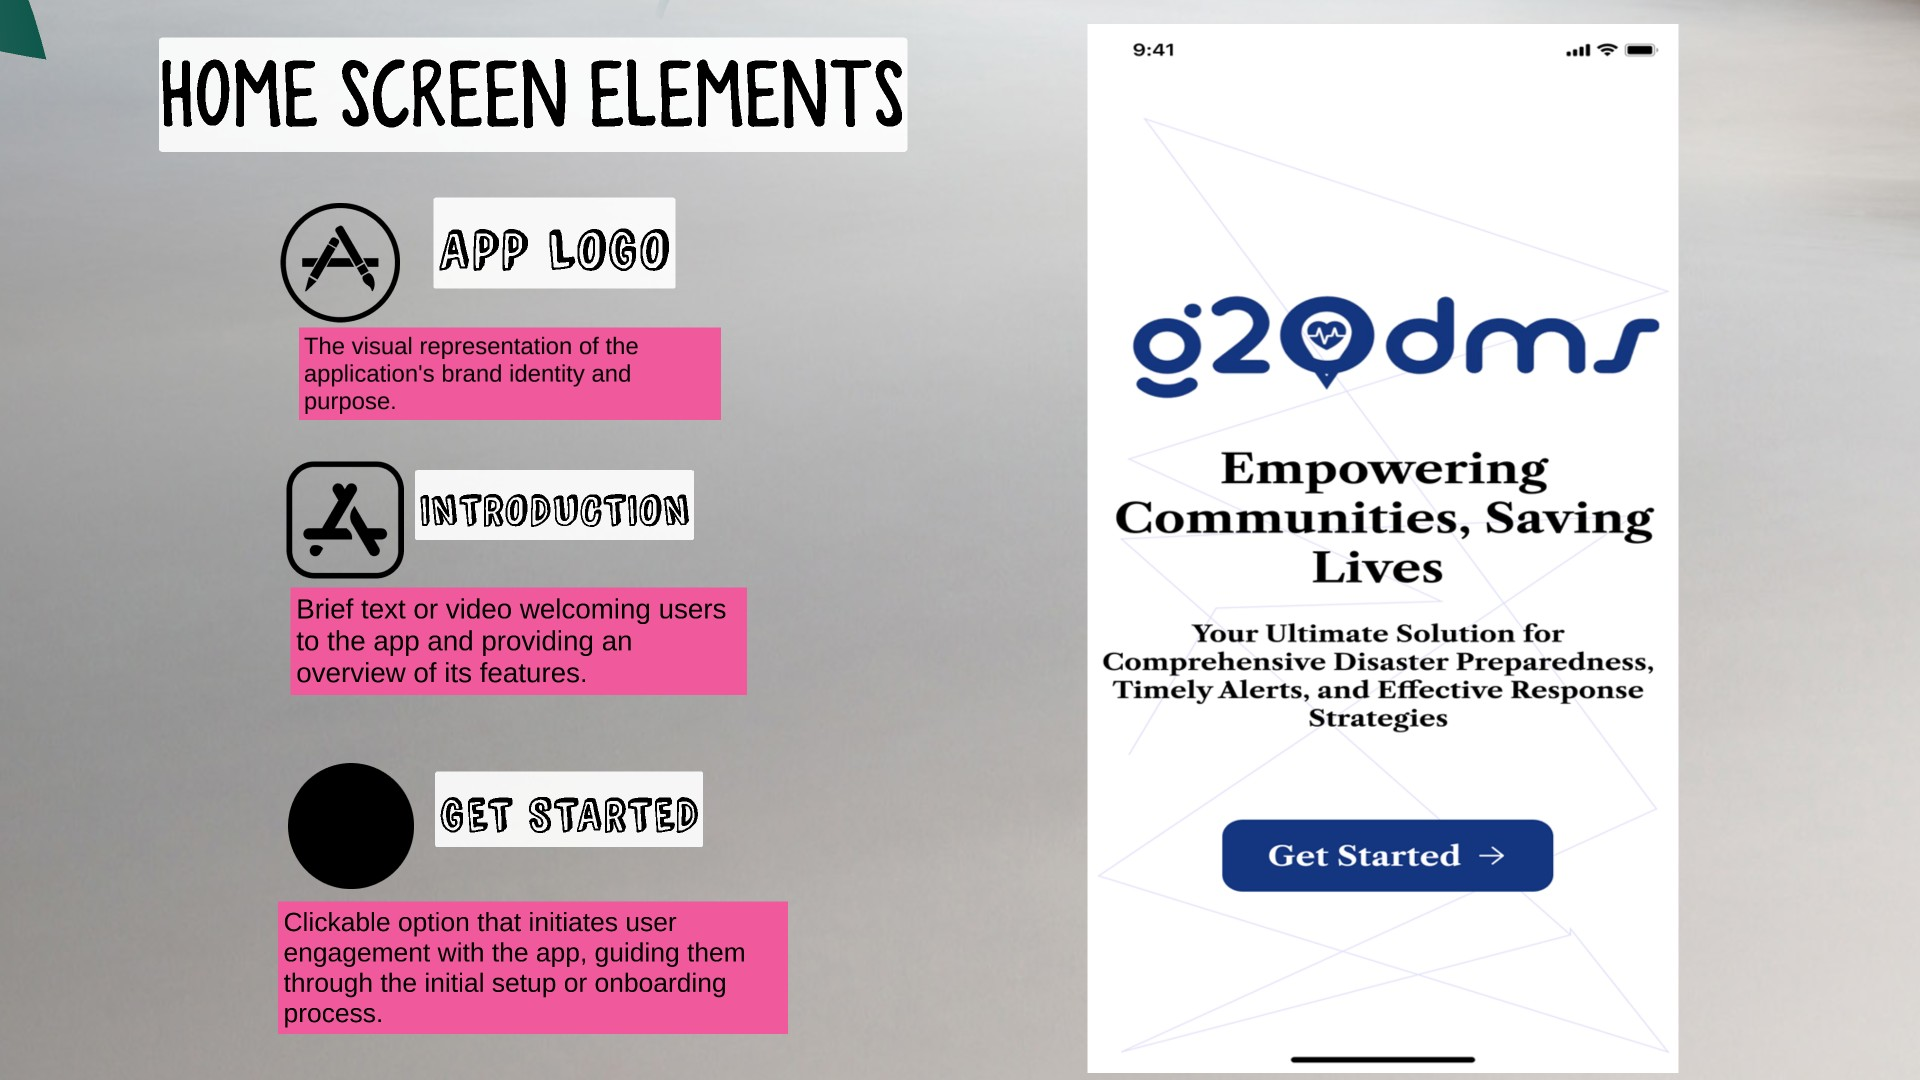 HOME SCREEN ELEMENTS
APP LOGO
The visual representation of the
application's brand identity and
purpose.
INTRODUCTION
Brief text or video welcoming users
to the app and providing an
overview of its features.
GET STARTED
Clickable option that initiates user
engagement with the app, guiding them
through the initial setup or onboarding
process.
9:41
g20dms
Empowering
Communities, Saving
Lives
Your Ultimate Solution for
Comprehensive Disaster Preparedness,
Timely Alerts, and Effective Response
Strategies
Get Started →